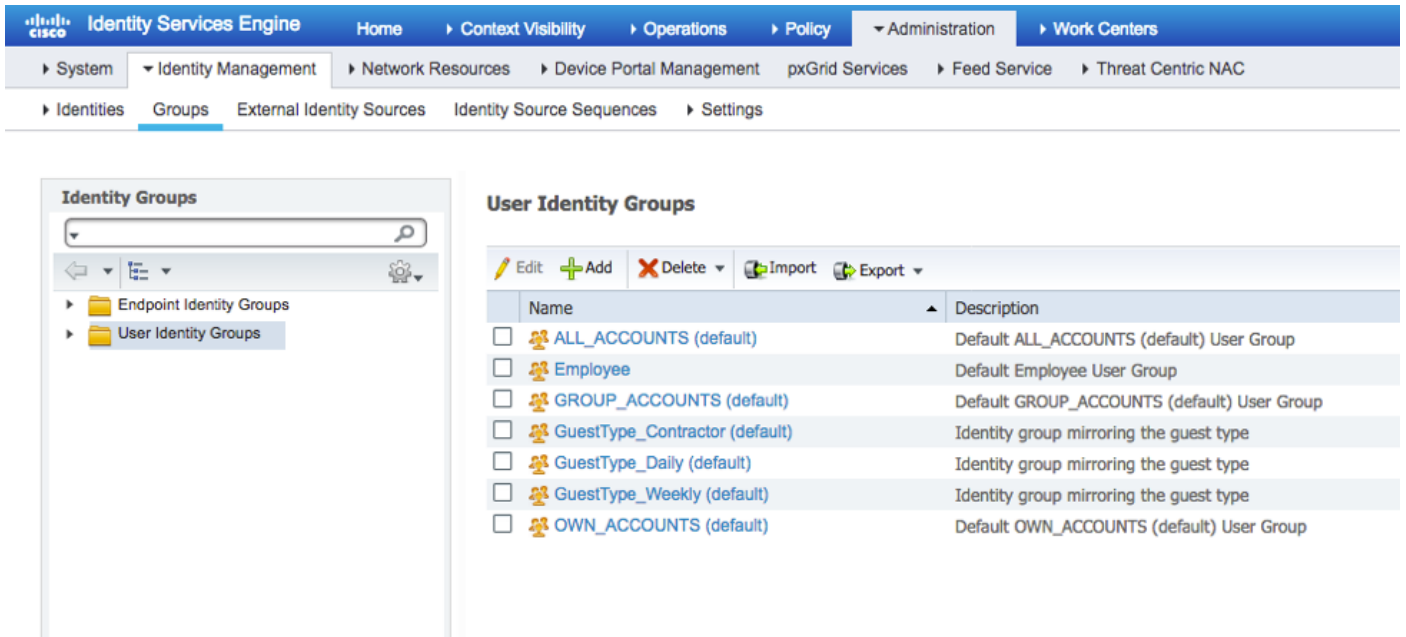 cisco Identity Services Engine Home Context Visibility Operations Policy Administration Work Centers
System Identity Management Network Resources Device Portal Management pxGrid Services Feed Service Threat Centric NAC
Identities Groups External Identity Sources Identity Source Sequences Settings
Identity Groups
Endpoint Identity Groups
User Identity Groups
User Identity Groups
Edit Add Delete Import Export
Name Description
ALL_ACCOUNTS (default) Default ALL_ACCOUNTS (default) User Group
Employee Default Employee User Group
GROUP_ACCOUNTS (default) Default GROUP_ACCOUNTS (default) User Group
GuestType_Contractor (default) Identity group mirroring the guest type
GuestType_Daily (default) Identity group mirroring the guest type
GuestType_Weekly (default) Identity group mirroring the guest type
OWN_ACCOUNTS (default) Default OWN_ACCOUNTS (default) User Group